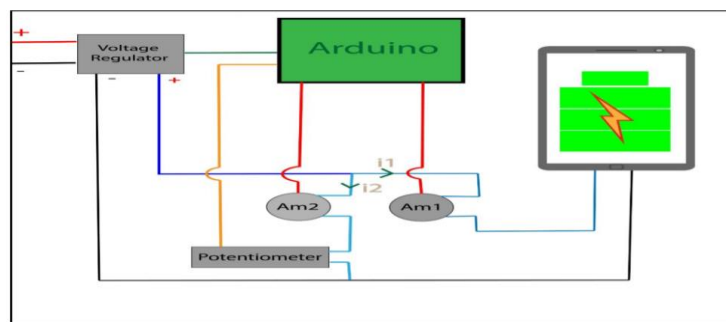 +
Voltage
Regulator
-
-
+
Arduino
i1
i2
Am2
Am1
Potentiometer